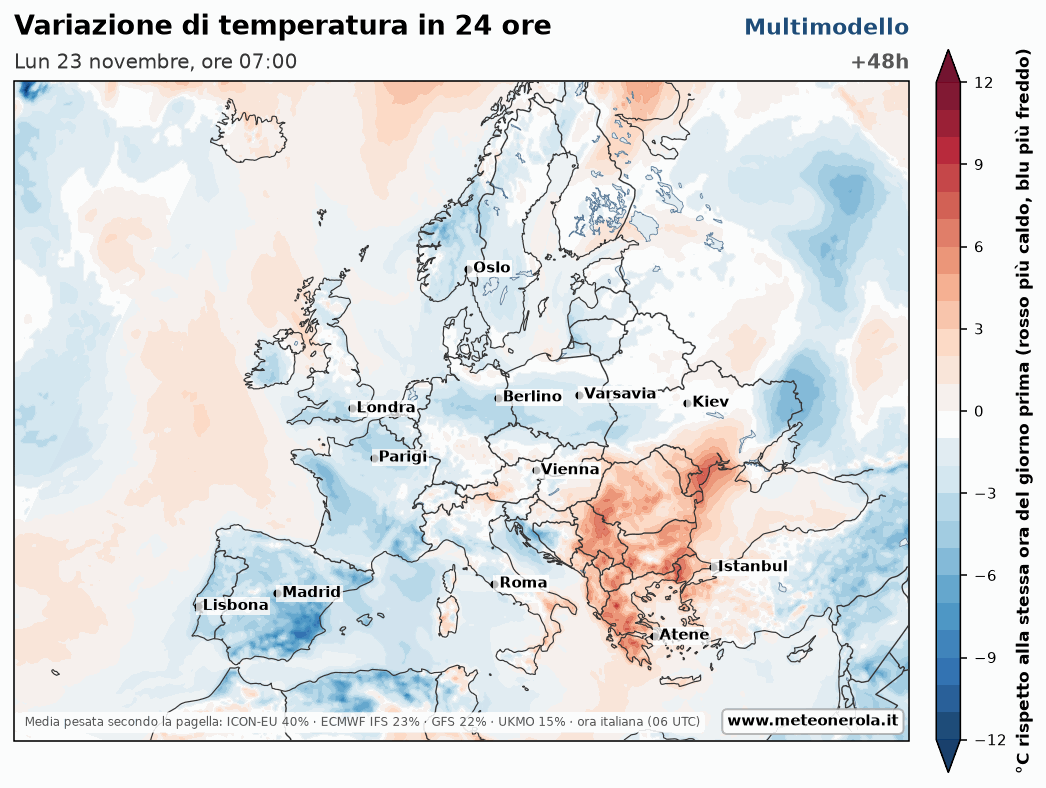 Variazione di temperatura in 24 ore
Multimodello
Lun 23 novembre, ore 07:00
+48h
Oslo
Londra
Berlino
Varsavia
Kiev
Parigi
Vienna
Istanbul
Roma
Madrid
Lisbona
Atene
Media pesata secondo la pagella: ICON-EU 40% · ECMWF IFS 23% · GFS 22% · UKMO 15% · ora italiana (06 UTC)
www.meteonerola.it
12
9
6
3
0
−3
−6
−9
−12
°C rispetto alla stessa ora del giorno prima (rosso più caldo, blu più freddo)